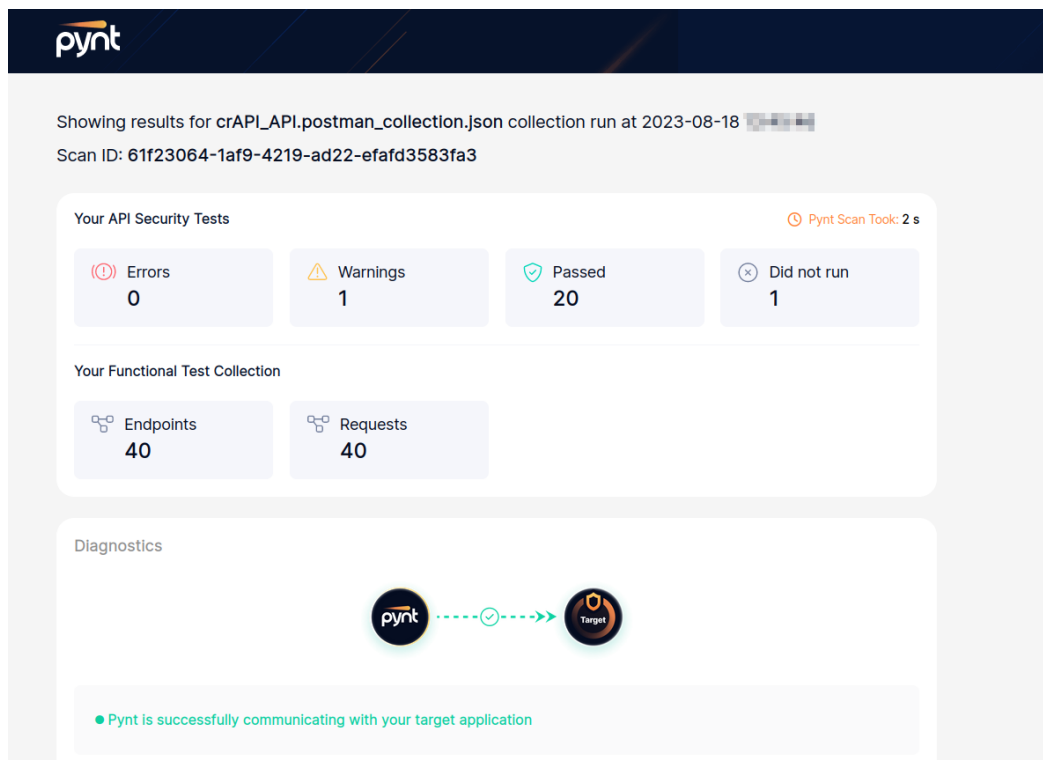 pynt
Showing results for crAPI_API.postman_collection.json collection run at 2023-08-18
Scan ID: 61f23064-1af9-4219-ad22-efafd3583fa3
Your API Security Tests
Pynt Scan Took: 2 s
Errors
0
Warnings
1
Passed
20
Did not run
1
Your Functional Test Collection
Endpoints
40
Requests
40
Diagnostics
pynt
Target
Pynt is successfully communicating with your target application